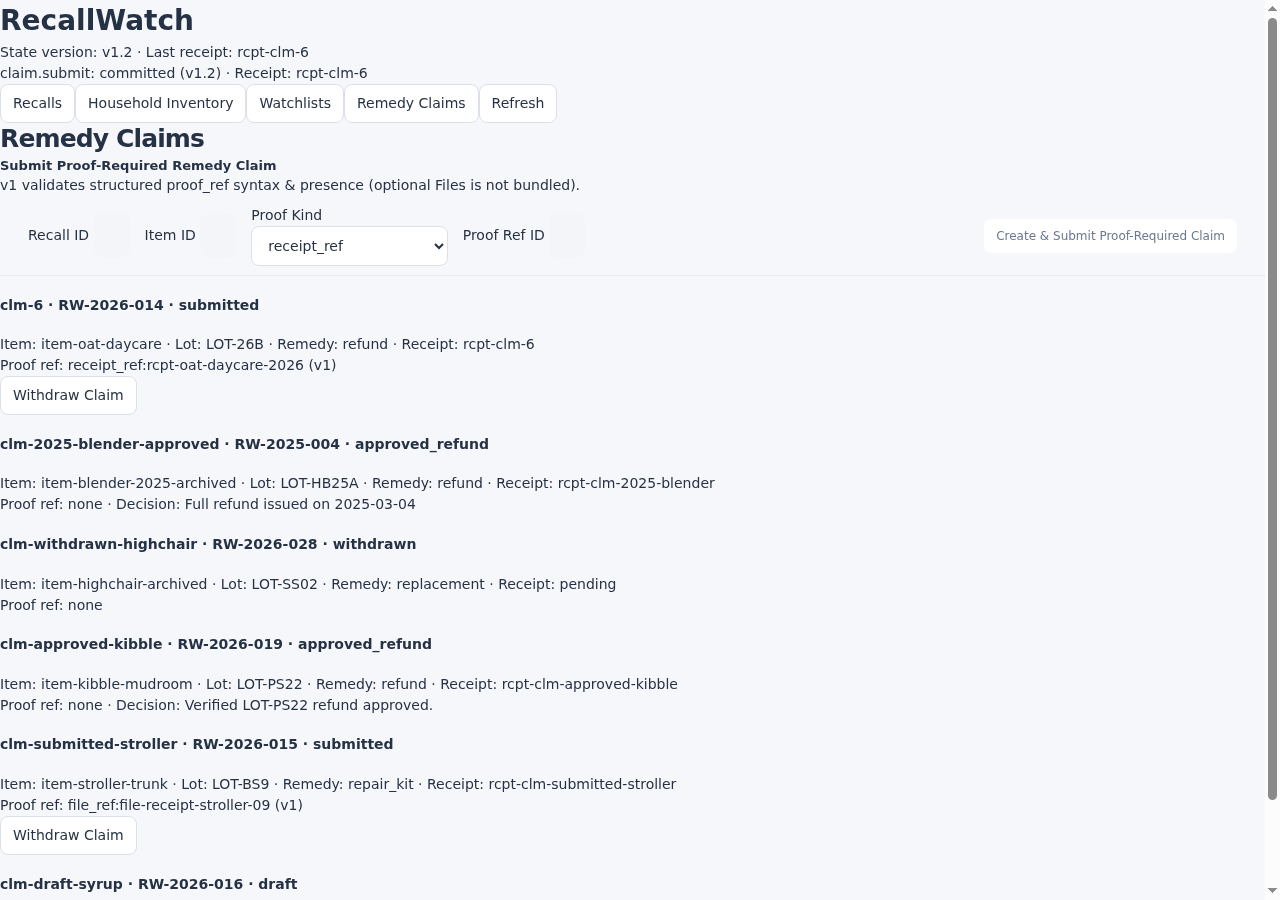 RecallWatch
State version: v1.2 · Last receipt: rcpt-clm-6
claim.submit: committed (v1.2) · Receipt: rcpt-clm-6
Recalls Household Inventory Watchlists Remedy Claims Refresh
Remedy Claims
Submit Proof-Required Remedy Claim
v1 validates structured proof_ref syntax & presence (optional Files is not bundled).
Recall ID Item ID Proof Kind receipt_ref Proof Ref ID Create & Submit Proof-Required Claim
clm-6 · RW-2026-014 · submitted
Item: item-oat-daycare · Lot: LOT-26B · Remedy: refund · Receipt: rcpt-clm-6
Proof ref: receipt_ref:rcpt-oat-daycare-2026 (v1)
Withdraw Claim
clm-2025-blender-approved · RW-2025-004 · approved_refund
Item: item-blender-2025-archived · Lot: LOT-HB25A · Remedy: refund · Receipt: rcpt-clm-2025-blender
Proof ref: none · Decision: Full refund issued on 2025-03-04
clm-withdrawn-highchair · RW-2026-028 · withdrawn
Item: item-highchair-archived · Lot: LOT-SS02 · Remedy: replacement · Receipt: pending
Proof ref: none
clm-approved-kibble · RW-2026-019 · approved_refund
Item: item-kibble-mudroom · Lot: LOT-PS22 · Remedy: refund · Receipt: rcpt-clm-approved-kibble
Proof ref: none · Decision: Verified LOT-PS22 refund approved.
clm-submitted-stroller · RW-2026-015 · submitted
Item: item-stroller-trunk · Lot: LOT-BS9 · Remedy: repair_kit · Receipt: rcpt-clm-submitted-stroller
Proof ref: file_ref:file-receipt-stroller-09 (v1)
Withdraw Claim
clm-draft-syrup · RW-2026-016 · draft